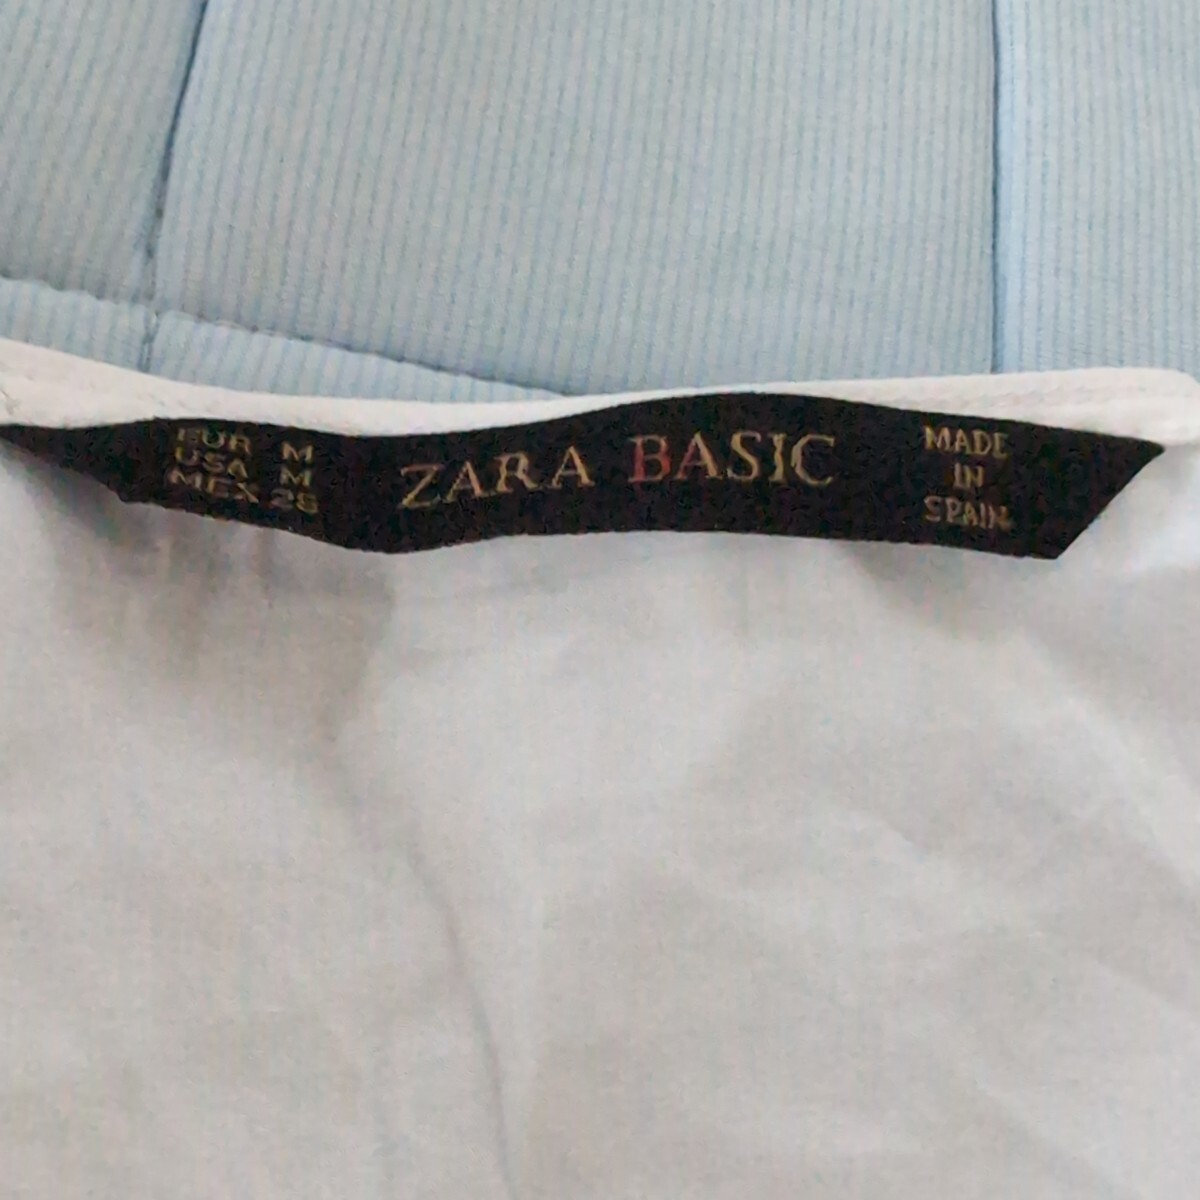 EUR M
USA M
MEX 28
ZARA BASIC
MADE
IN
SPAIN